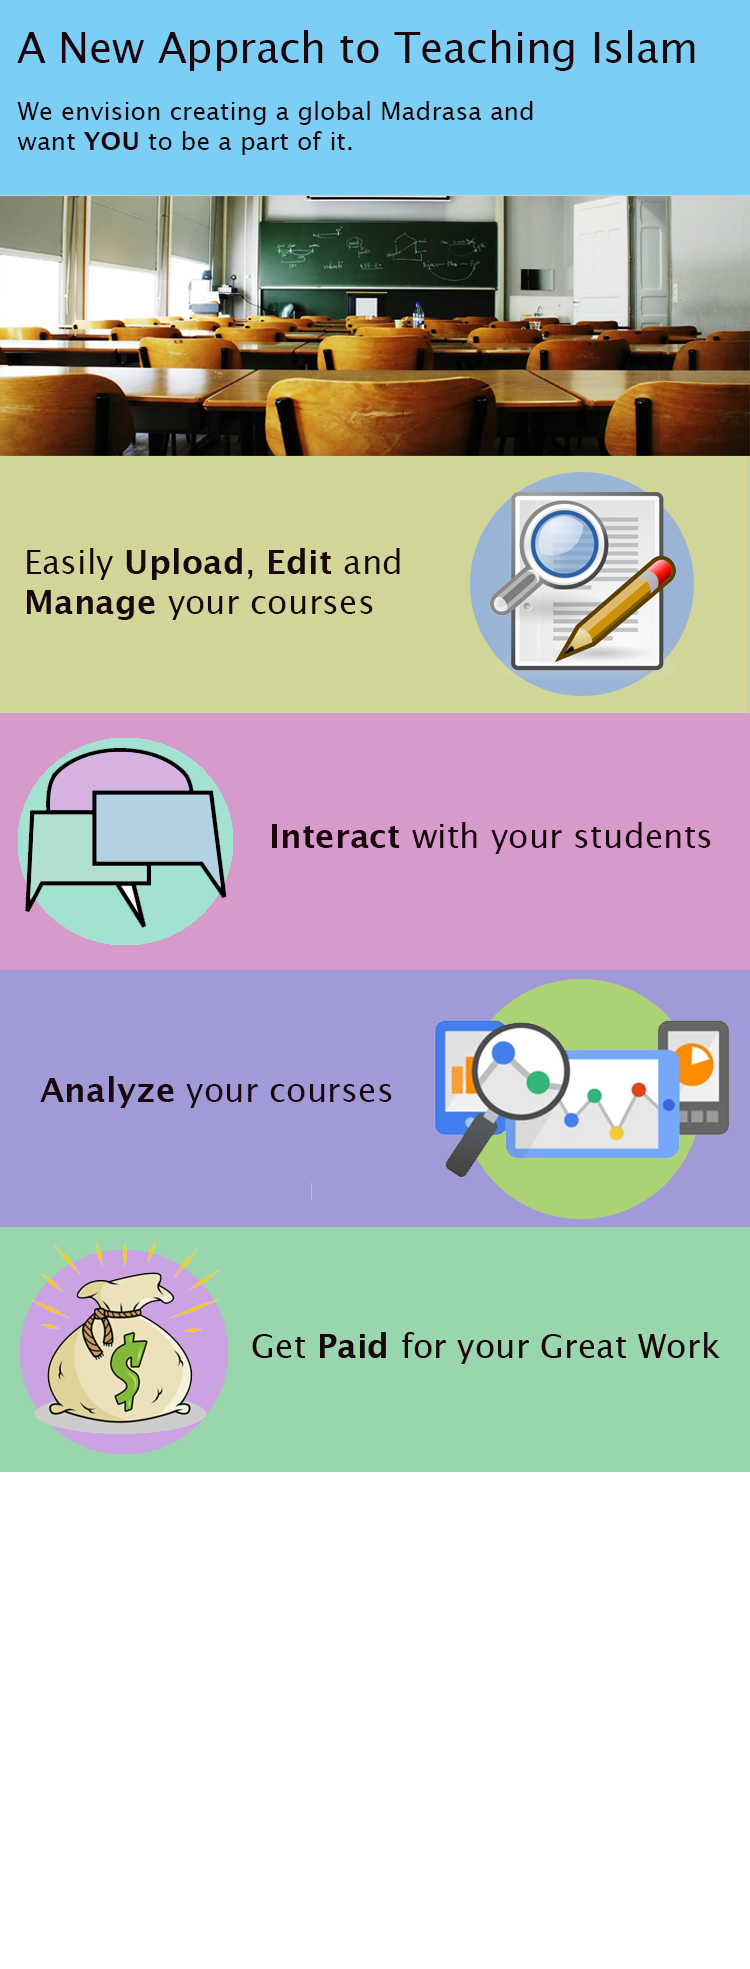 A New Apprach to Teaching Islam
We envision creating a global Madrasa and
want YOU to be a part of it.
Easily Upload, Edit and
Manage your courses
Interact with your students
Analyze your courses
$
Get Paid for your Great Work